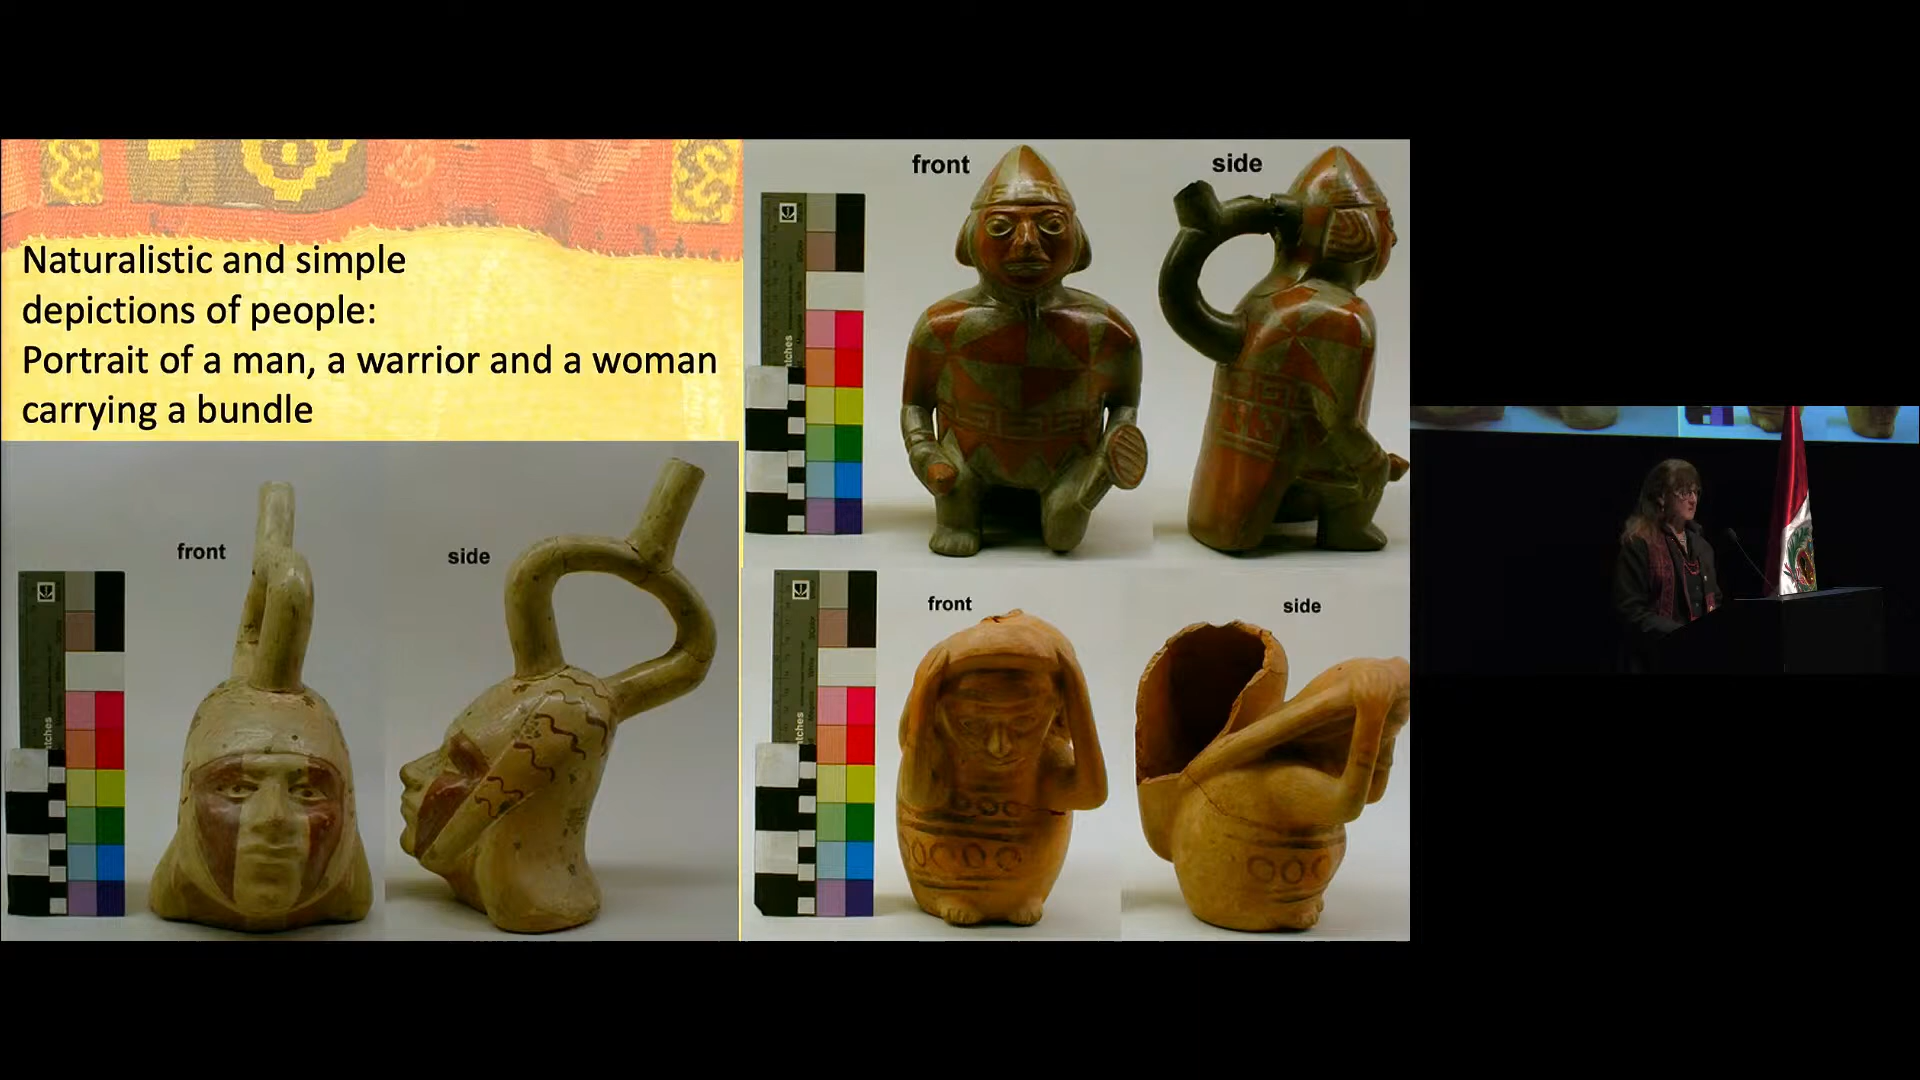 Naturalistic and simple
depictions of people:
Portrait of a man, a warrior and a woman
carrying a bundle
front
side
front
side
front
side